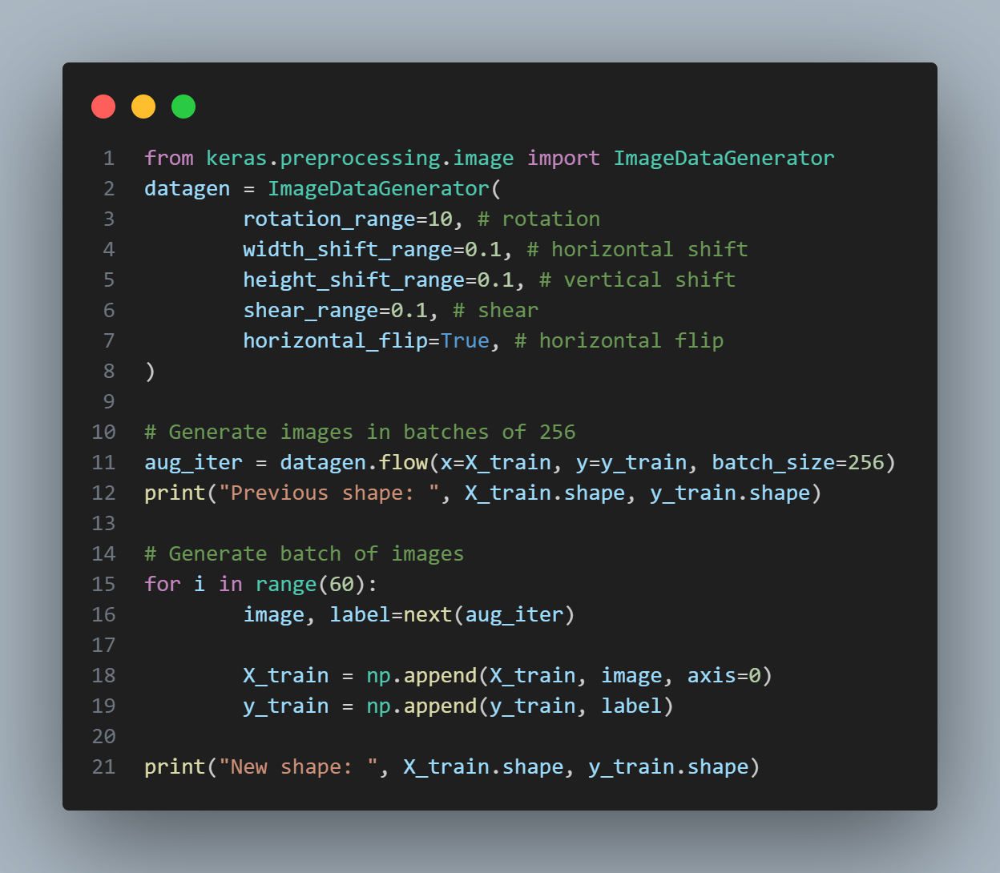 1 from keras.preprocessing.image import ImageDataGenerator
2 datagen = ImageDataGenerator(
3         rotation_range=10, # rotation
4         width_shift_range=0.1, # horizontal shift
5         height_shift_range=0.1, # vertical shift
6         shear_range=0.1, # shear
7         horizontal_flip=True, # horizontal flip
8 )
9
10 # Generate images in batches of 256
11 aug_iter = datagen.flow(x=X_train, y=y_train, batch_size=256)
12 print("Previous shape: ", X_train.shape, y_train.shape)
13
14 # Generate batch of images
15 for i in range(60):
16         image, label=next(aug_iter)
17
18         X_train = np.append(X_train, image, axis=0)
19         y_train = np.append(y_train, label)
20
21 print("New shape: ", X_train.shape, y_train.shape)